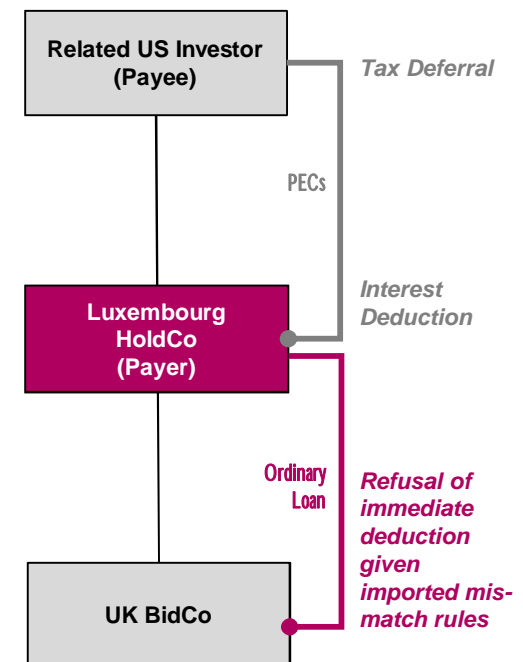 Related US Investor
(Payee)
Tax Deferral
PECs
Interest
Deduction
Luxembourg
HoldCo
(Payer)
Ordinary
Loan
Refusal of
immediate
deduction
given
imported mis-
match rules
UK BidCo